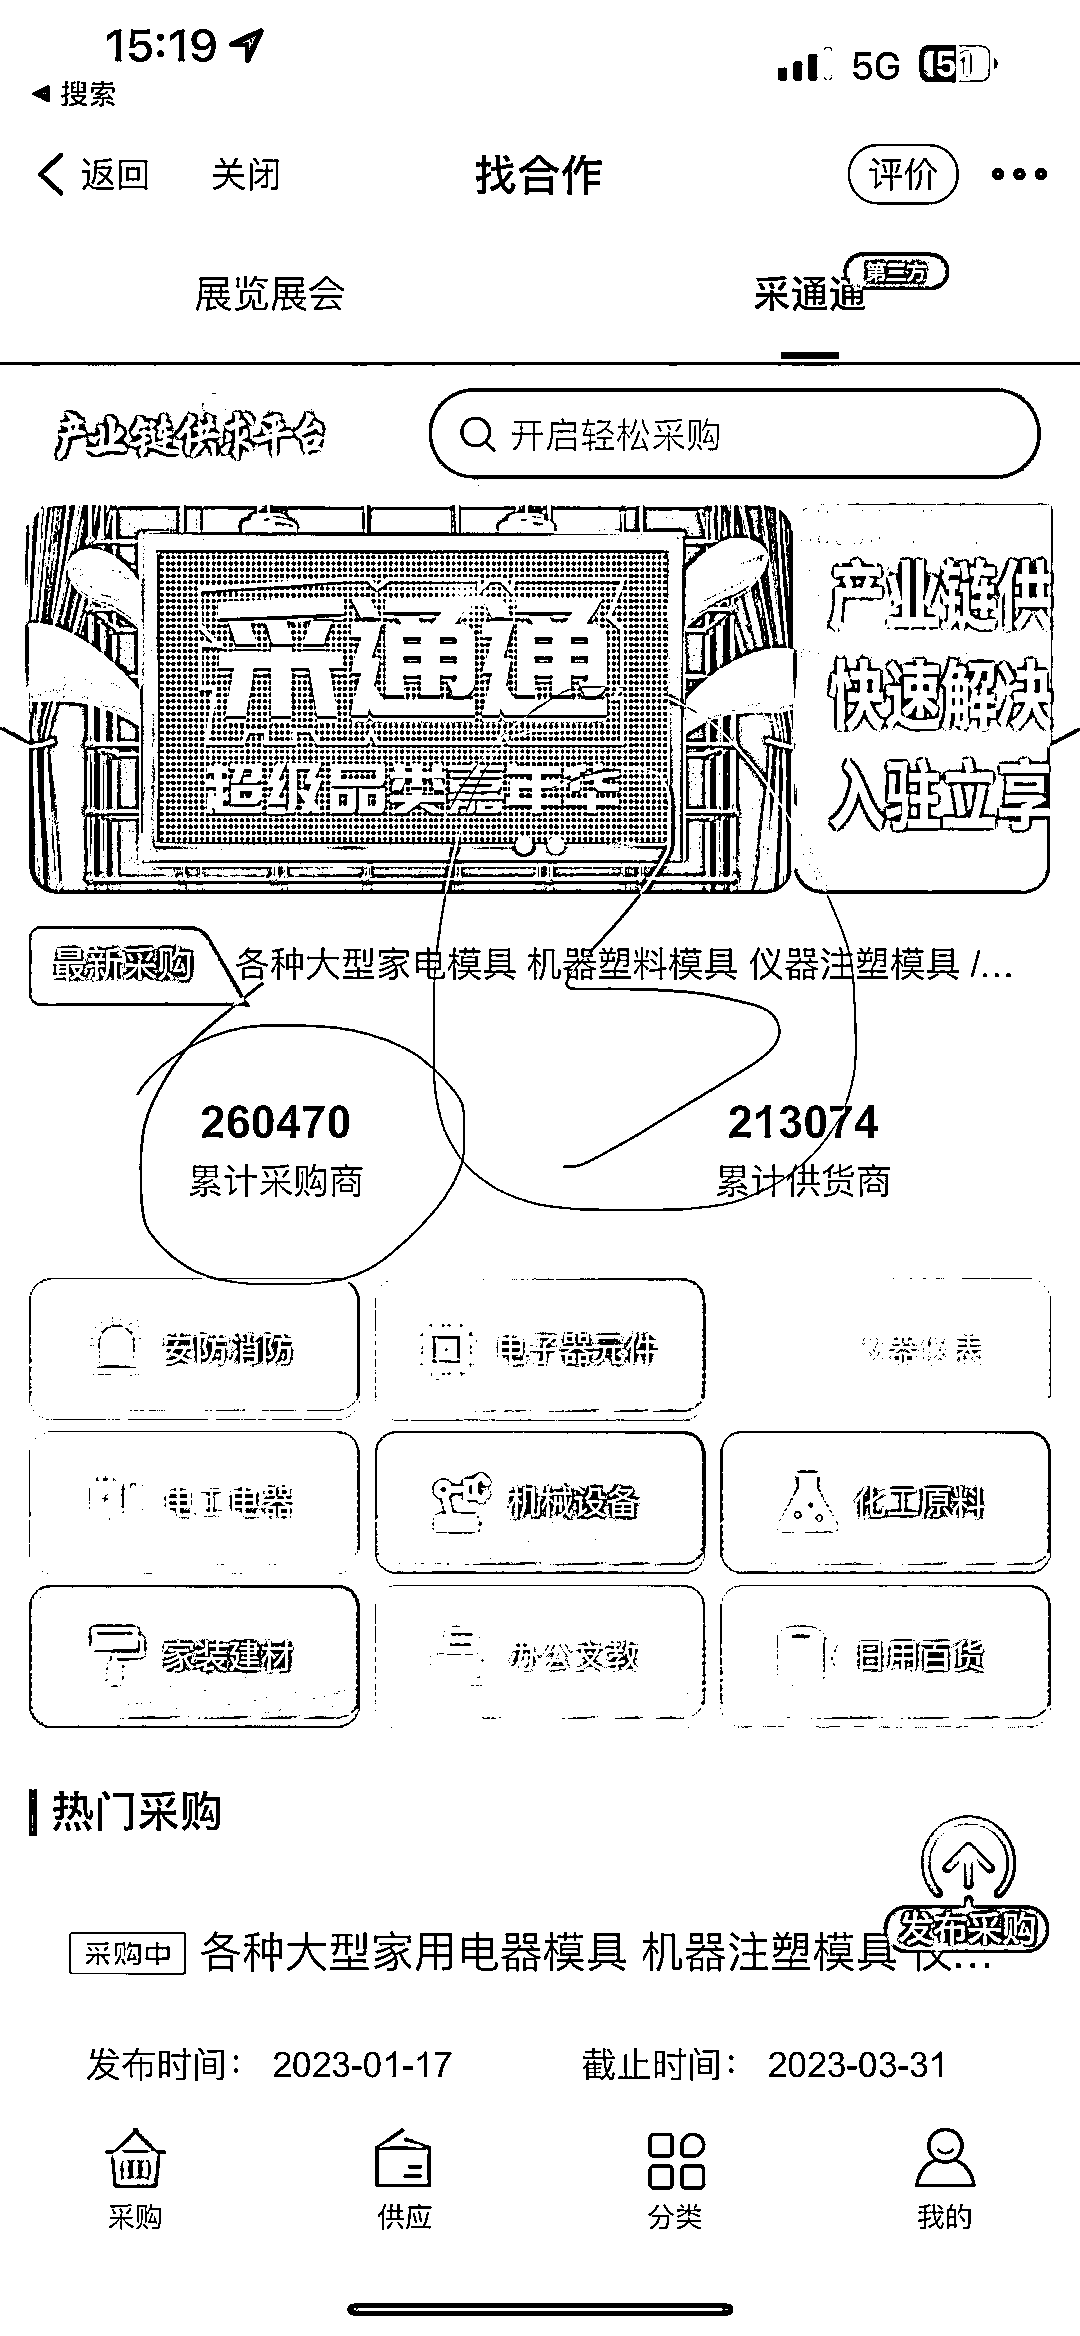 15:19
5G 51
◀ 搜索
返回 关闭 找合作 评价
展览展会 采通通 第三方
产业链供求平台 开启轻松采购
采通通
超级品类嘉年华
产业链供
快速解决
入驻立享
最新采购 各种大型家电模具 机器塑料模具 仪器注塑模具 /...
260470 213074
累计采购商 累计供货商
安防消防 电子器元件 仪器仪表
电工电器 机械设备 化工原料
家装建材 办公文教 日用百货
热门采购
采购中 各种大型家用电器模具 机器注塑模具 仪...
发布采购
发布时间: 2023-01-17 截止时间: 2023-03-31
采购 供应 分类 我的